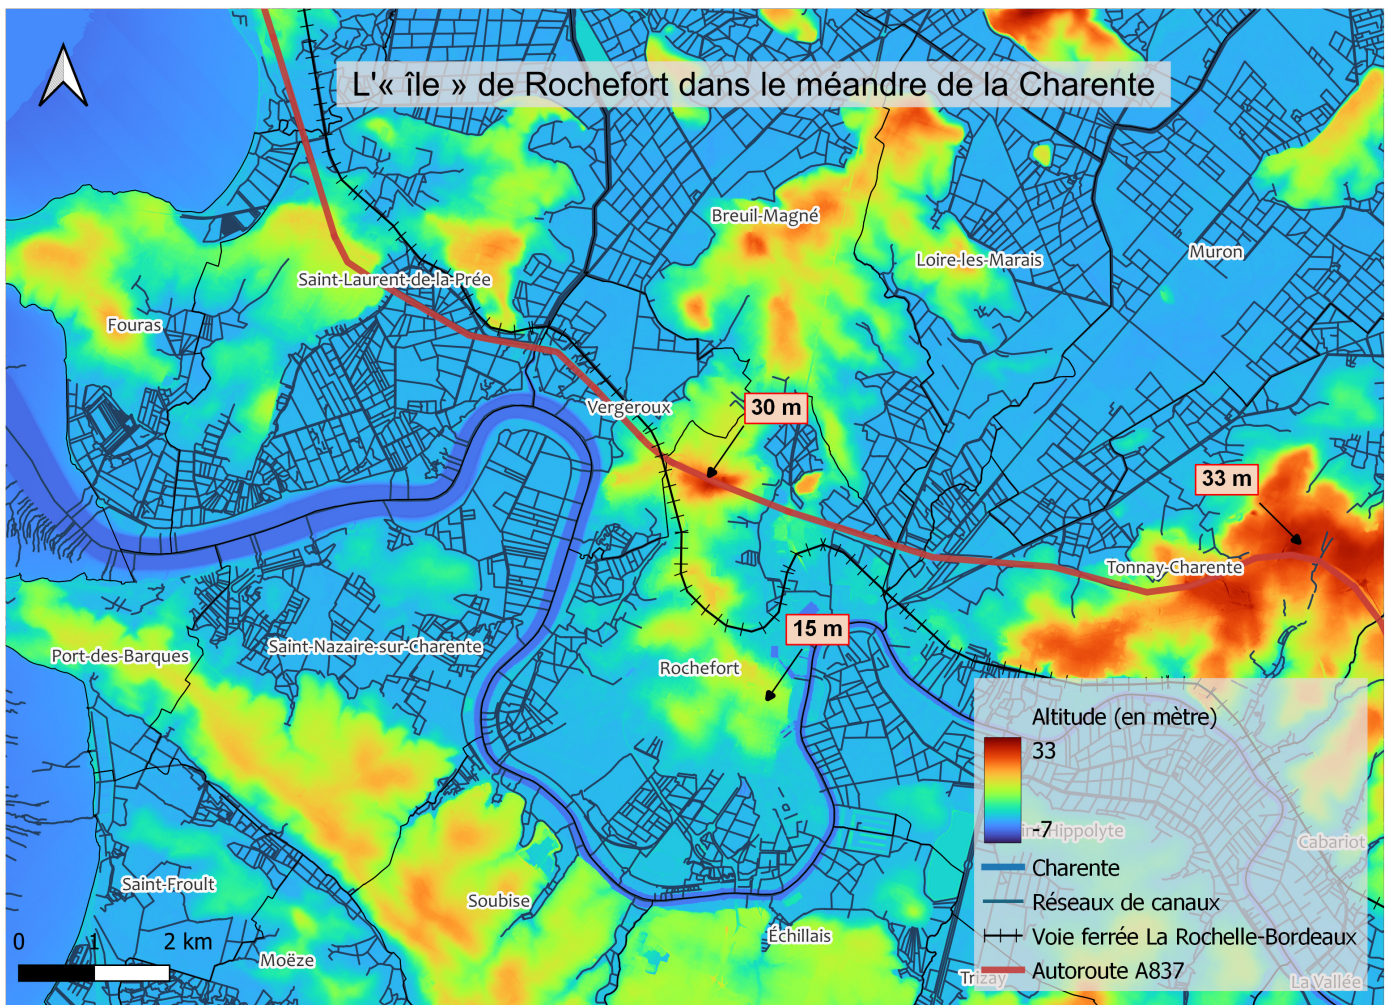 L'« île » de Rochefort dans le méandre de la Charente
Breuil-Magné
Loire-les-Marais
Muron
Saint-Laurent-de-la-Prée
Fouras
Vergeroux
30 m
33 m
Tonnay-Charente
15 m
Saint-Nazaire-sur-Charente
Port-des-Barques
Rochefort
Altitude (en mètre)
33
-7
int-Hippolyte
Cabariot
Charente
Saint-Froult
Soubise
Réseaux de canaux
Échillais
Voie ferrée La Rochelle-Bordeaux
0 1 2 km
Moëze
Autoroute A837
Trizay
La Vallée